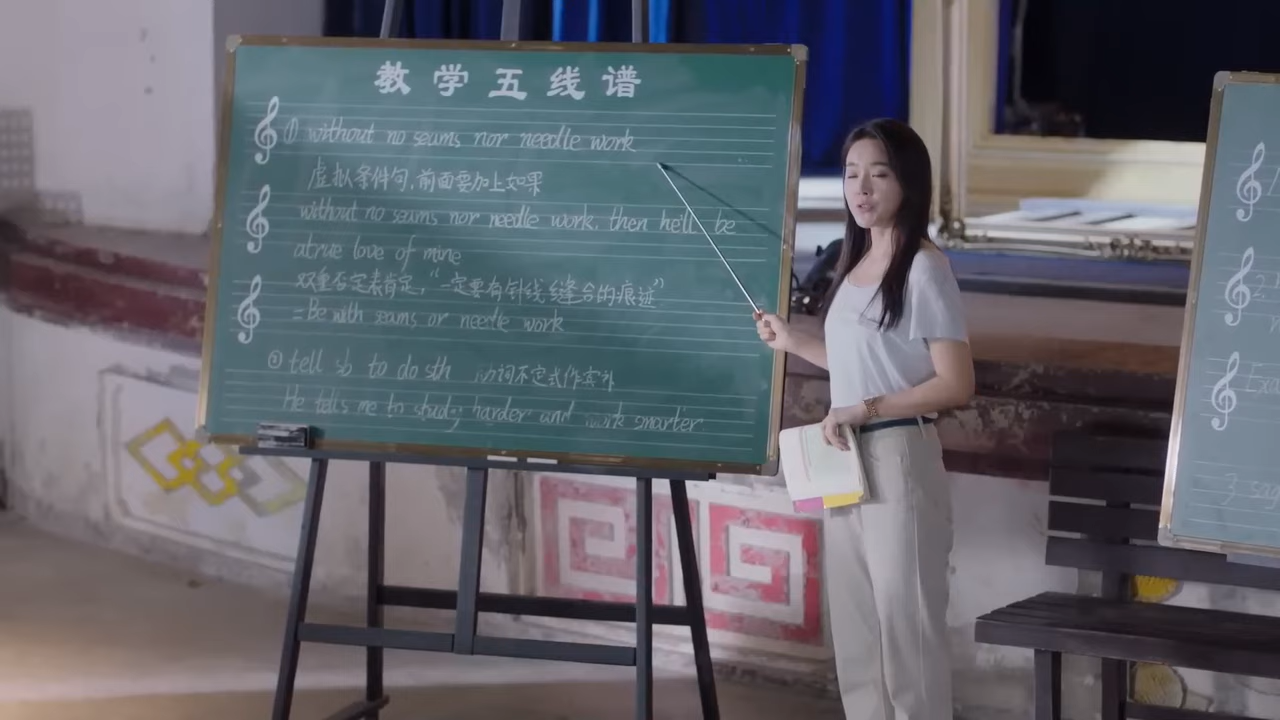 教学五线谱
① without no seams nor needle work
虚拟条件句,前面要加上如果
without no seams nor needle work, then he'll be
atrue love of mine
双重否定表肯定,“一定要有针线缝合的痕迹”
=Be with seams or needle work
② tell sb to do sth 动词不定式作宾补
He tells me to study harder and work smarter